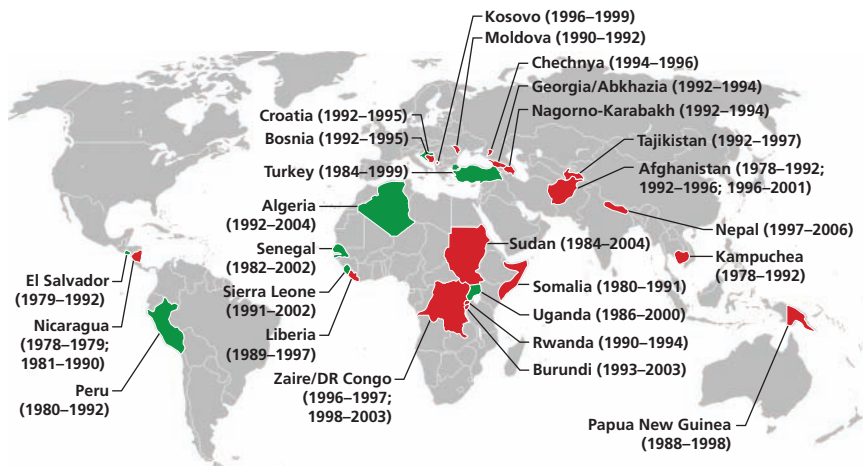 Kosovo (1996–1999)
Moldova (1990–1992)
Chechnya (1994–1996)
Georgia/Abkhazia (1992–1994)
Nagorno-Karabakh (1992–1994)
Croatia (1992–1995)
Bosnia (1992–1995)
Tajikistan (1992–1997)
Turkey (1984–1999)
Afghanistan (1978–1992;
1992–1996; 1996–2001)
Algeria
(1992–2004)
Nepal (1997–2006)
Senegal
(1982–2002)
Sudan (1984–2004)
Kampuchea
(1978–1992)
El Salvador
(1979–1992)
Sierra Leone
(1991–2002)
Somalia (1980–1991)
Uganda (1986–2000)
Nicaragua
(1978–1979;
1981–1990)
Liberia
(1989–1997)
Rwanda (1990–1994)
Burundi (1993–2003)
Zaire/DR Congo
(1996–1997;
1998–2003)
Peru
(1980–1992)
Papua New Guinea
(1988–1998)